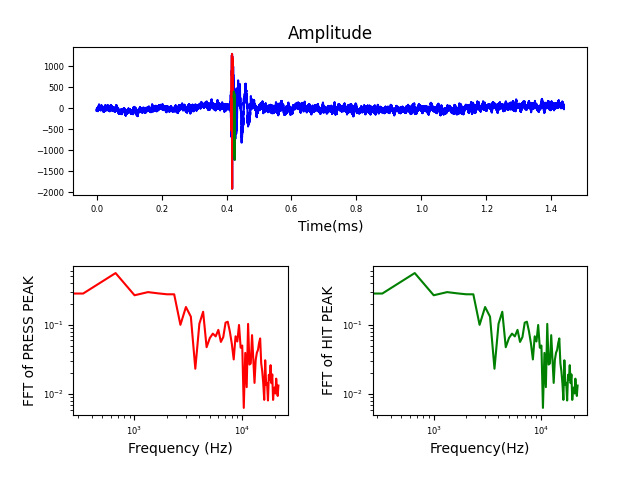 Amplitude
1000
500
0
−500
−1000
−1500
−2000
0.0 0.2 0.4 0.6 0.8 1.0 1.2 1.4
Time(ms)
FFT of PRESS PEAK
10⁻¹
10⁻²
10³ 10⁴
Frequency (Hz)
FFT of HIT PEAK
10⁻¹
10⁻²
10³ 10⁴
Frequency(Hz)